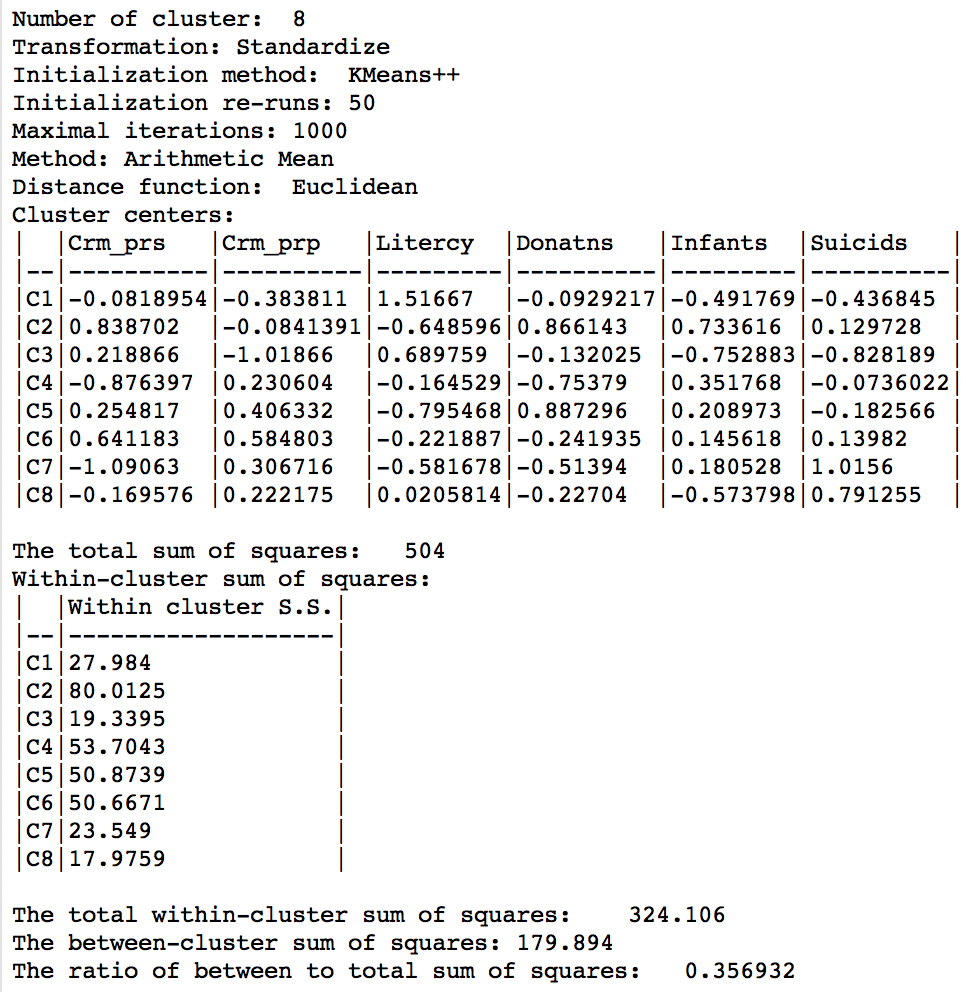 Number of cluster:  8
Transformation: Standardize
Initialization method:  KMeans++
Initialization re-runs: 50
Maximal iterations: 1000
Method: Arithmetic Mean
Distance function:  Euclidean
Cluster centers:
|  |Crm_prs   |Crm_prp   |Litercy  |Donatns   |Infants  |Suicids   |
|--|----------|----------|---------|----------|---------|----------|
|C1|-0.0818954|-0.383811 |1.51667  |-0.0929217|-0.491769|-0.436845 |
|C2|0.838702  |-0.0841391|-0.648596|0.866143  |0.733616 |0.129728  |
|C3|0.218866  |-1.01866  |0.689759 |-0.132025 |-0.752883|-0.828189 |
|C4|-0.876397 |0.230604  |-0.164529|-0.75379  |0.351768 |-0.0736022|
|C5|0.254817  |0.406332  |-0.795468|0.887296  |0.208973 |-0.182566 |
|C6|0.641183  |0.584803  |-0.221887|-0.241935 |0.145618 |0.13982   |
|C7|-1.09063  |0.306716  |-0.581678|-0.51394  |0.180528 |1.0156    |
|C8|-0.169576 |0.222175  |0.0205814|-0.22704  |-0.573798|0.791255  |
The total sum of squares:   504
Within-cluster sum of squares:
|  |Within cluster S.S.|
|--|-------------------|
|C1|27.984             |
|C2|80.0125            |
|C3|19.3395            |
|C4|53.7043            |
|C5|50.8739            |
|C6|50.6671            |
|C7|23.549             |
|C8|17.9759            |
The total within-cluster sum of squares:    324.106
The between-cluster sum of squares: 179.894
The ratio of between to total sum of squares:   0.356932